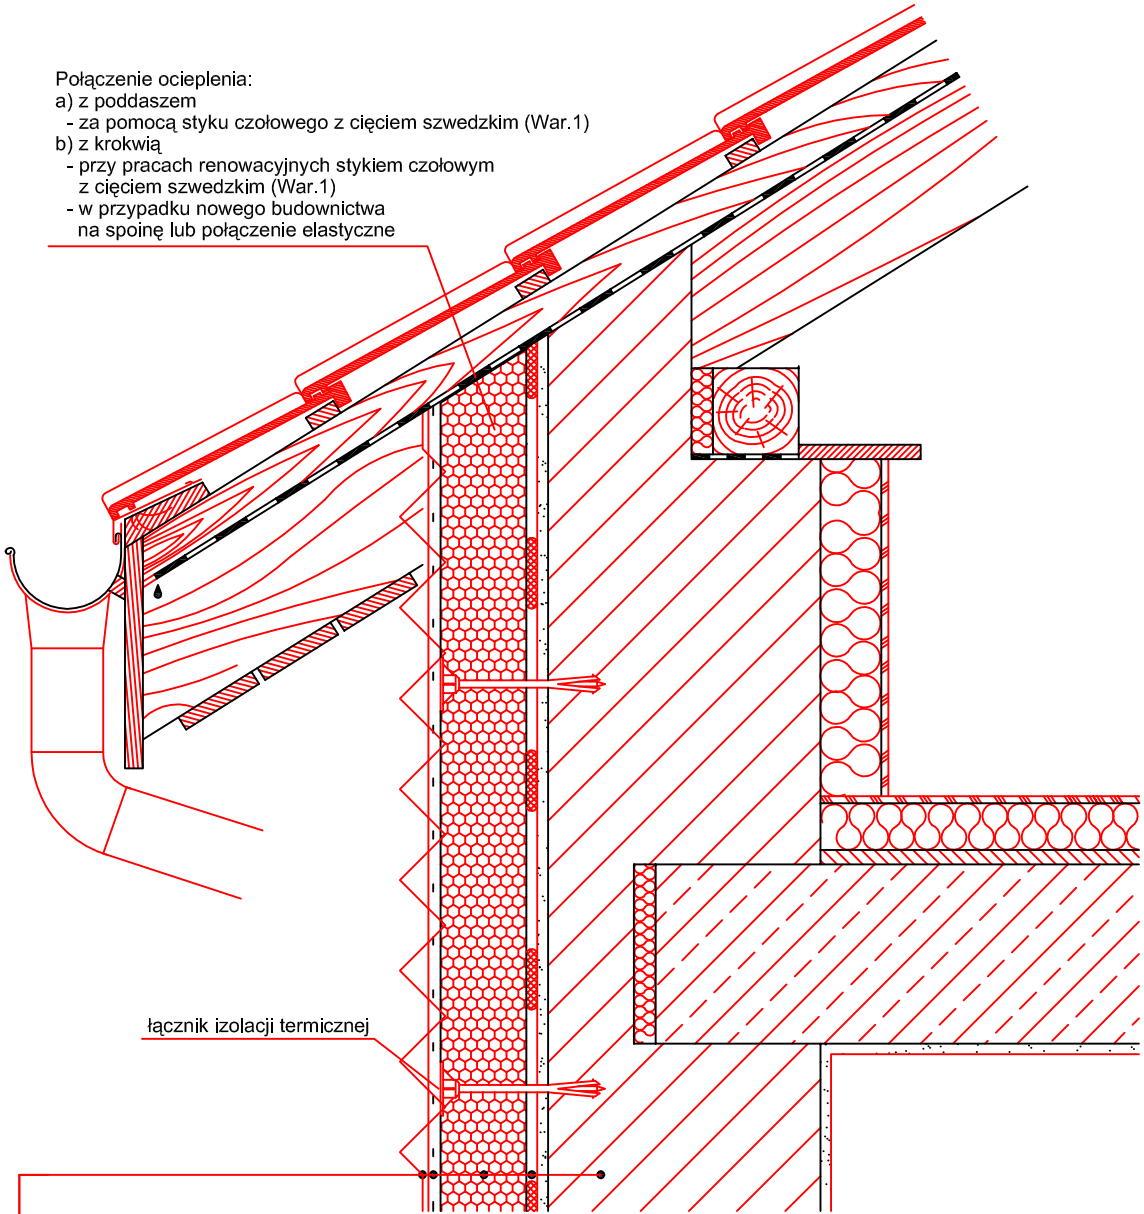 Połączenie ocieplenia:
a) z poddaszem
- za pomocą styku czołowego z cięciem szwedzkim (War.1)
b) z krokwią
- przy pracach renowacyjnych stykiem czołowym
z cięciem szwedzkim (War.1)
- w przypadku nowego budownictwa
na spoinę lub połączenie elastyczne
łącznik izolacji termicznej